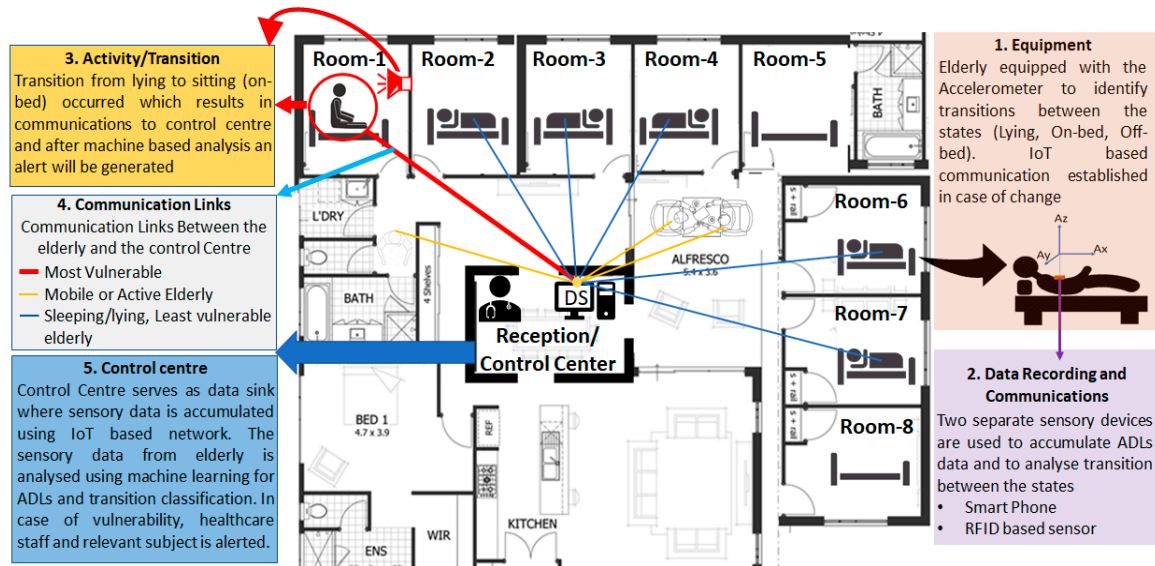 3. Activity/Transition
Transition from lying to sitting (on-
bed) occurred which results in
communications to control centre
and after machine based analysis an
alert will be generated
4. Communication Links
Communication Links Between the
elderly and the control Centre
Most Vulnerable
Mobile or Active Elderly
Sleeping/lying, Least vulnerable
elderly
5. Control centre
Control Centre serves as data sink
where sensory data is accumulated
using IoT based network. The
sensory data from elderly is
analysed using machine learning for
ADLs and transition classification. In
case of vulnerability, healthcare
staff and relevant subject is alerted.
Room-1
Room-2
Room-3
Room-4
Room-5
BATH
L'DRY
BATH
4 Shelves
ALFRESCO
5.4 x 3.6
DS
Reception/
Control Center
S + rail
Room-6
Room-7
S + rail
S + rail
Room-8
BED 1
4.7 x 3.9
REF
KITCHEN
WIR
ENS
1. Equipment
Elderly equipped with the
Accelerometer to identify
transitions between the
states (Lying, On-bed, Off-
bed). IoT based
communication established
in case of change
Az
Ax
Ay
2. Data Recording and
Communications
Two separate sensory devices
are used to accumulate ADLs
data and to analyse transition
between the states
• Smart Phone
• RFID based sensor